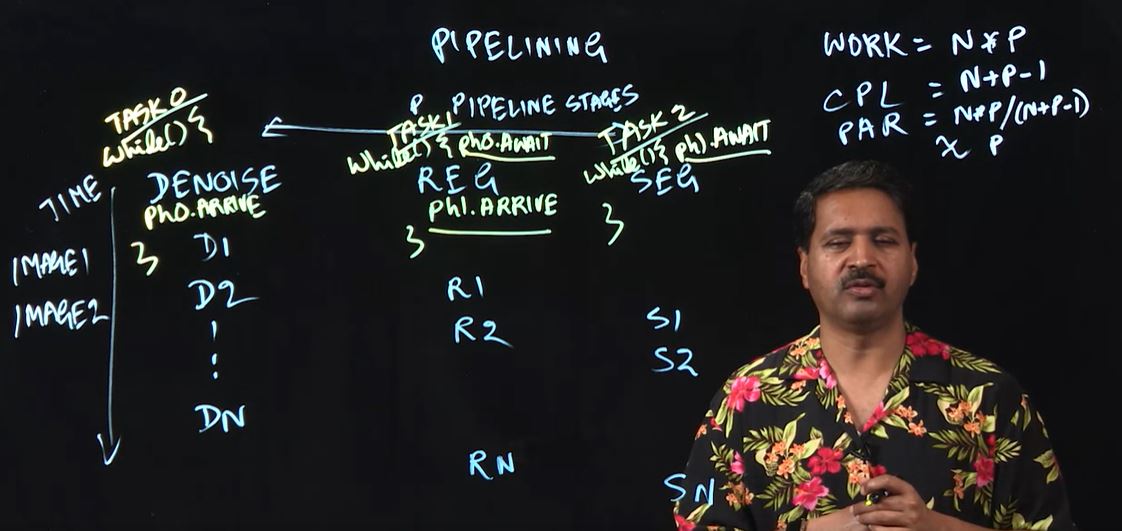 PIPELINING
WORK = N*P
CPL = N+P-1
PAR = N*P/(N+P-1)
≈ P
P PIPELINE STAGES
TASK 0
while() {
TASK 1
while() { ph0.AWAIT
TASK 2
while() { ph1.AWAIT
TIME
DENOISE
REG
SEG
ph0.ARRIVE
ph1.ARRIVE
}
}
}
IMAGE1
D1
IMAGE2
D2
R1
R2
S1
S2
DN
RN
SN